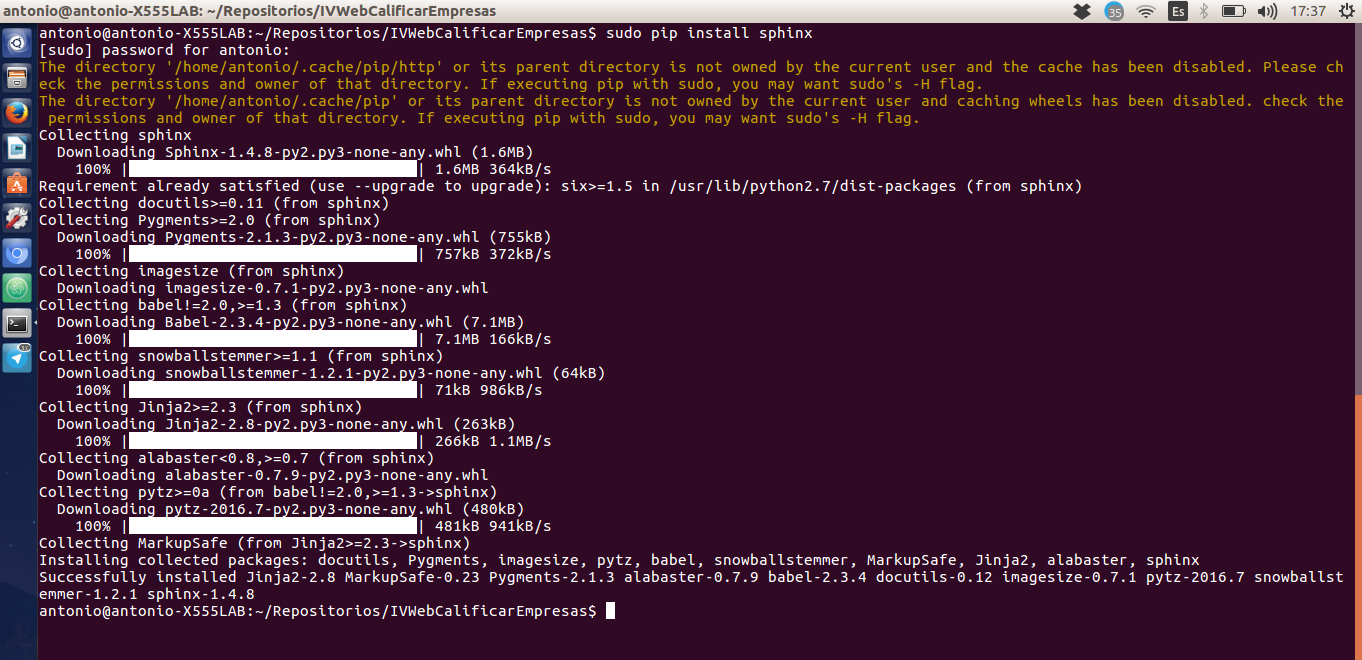 antonio@antonio-X555LAB: ~/Repositorios/IVWebCalificarEmpresas
35
Es
17:37
antonio@antonio-X555LAB:~/Repositorios/IVWebCalificarEmpresas$ sudo pip install sphinx
[sudo] password for antonio:
The directory '/home/antonio/.cache/pip/http' or its parent directory is not owned by the current user and the cache has been disabled. Please ch
eck the permissions and owner of that directory. If executing pip with sudo, you may want sudo's -H flag.
The directory '/home/antonio/.cache/pip' or its parent directory is not owned by the current user and caching wheels has been disabled. check the
 permissions and owner of that directory. If executing pip with sudo, you may want sudo's -H flag.
Collecting sphinx
  Downloading Sphinx-1.4.8-py2.py3-none-any.whl (1.6MB)
    100% |████████████████████████████████| 1.6MB 364kB/s
Requirement already satisfied (use --upgrade to upgrade): six>=1.5 in /usr/lib/python2.7/dist-packages (from sphinx)
Collecting docutils>=0.11 (from sphinx)
Collecting Pygments>=2.0 (from sphinx)
  Downloading Pygments-2.1.3-py2.py3-none-any.whl (755kB)
    100% |████████████████████████████████| 757kB 372kB/s
Collecting imagesize (from sphinx)
  Downloading imagesize-0.7.1-py2.py3-none-any.whl
Collecting babel!=2.0,>=1.3 (from sphinx)
  Downloading Babel-2.3.4-py2.py3-none-any.whl (7.1MB)
    100% |████████████████████████████████| 7.1MB 166kB/s
Collecting snowballstemmer>=1.1 (from sphinx)
  Downloading snowballstemmer-1.2.1-py2.py3-none-any.whl (64kB)
    100% |████████████████████████████████| 71kB 986kB/s
Collecting Jinja2>=2.3 (from sphinx)
  Downloading Jinja2-2.8-py2.py3-none-any.whl (263kB)
    100% |████████████████████████████████| 266kB 1.1MB/s
Collecting alabaster<0.8,>=0.7 (from sphinx)
  Downloading alabaster-0.7.9-py2.py3-none-any.whl
Collecting pytz>=0a (from babel!=2.0,>=1.3->sphinx)
  Downloading pytz-2016.7-py2.py3-none-any.whl (480kB)
    100% |████████████████████████████████| 481kB 941kB/s
Collecting MarkupSafe (from Jinja2>=2.3->sphinx)
Installing collected packages: docutils, Pygments, imagesize, pytz, babel, snowballstemmer, MarkupSafe, Jinja2, alabaster, sphinx
Successfully installed Jinja2-2.8 MarkupSafe-0.23 Pygments-2.1.3 alabaster-0.7.9 babel-2.3.4 docutils-0.12 imagesize-0.7.1 pytz-2016.7 snowballst
emmer-1.2.1 sphinx-1.4.8
antonio@antonio-X555LAB:~/Repositorios/IVWebCalificarEmpresas$